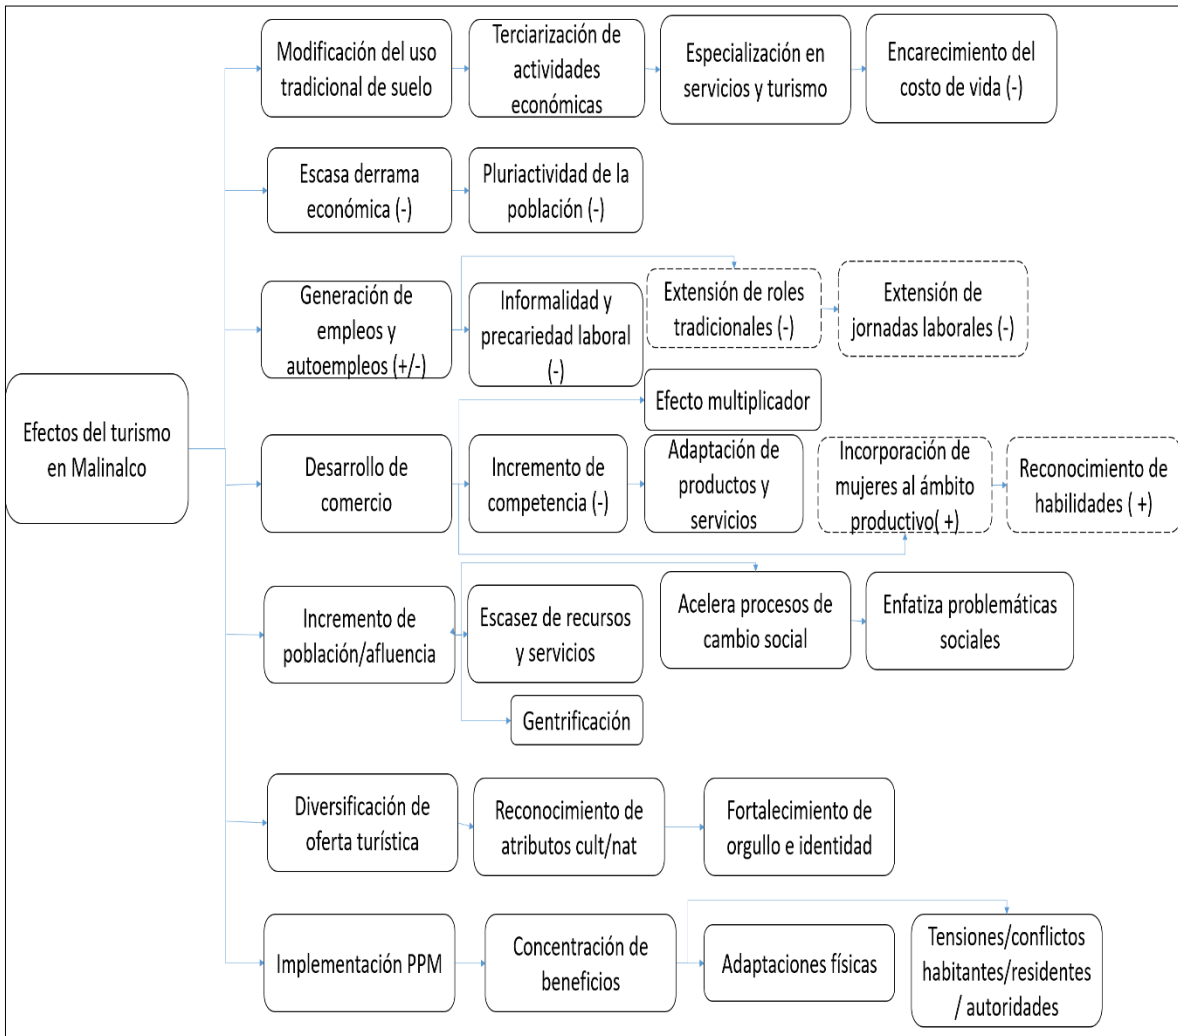 Modificación del uso
tradicional de suelo
Terciarización de
actividades
económicas
Especialización en
servicios y turismo
Encarecimiento del
costo de vida (-)
Escasa derrama
económica (-)
Pluriactividad de la
población (-)
Generación de
empleos y
autoempleos (+/-)
Informalidad y
precariedad laboral
(-)
Extensión de roles
tradicionales (-)
Extensión de
jornadas laborales (-)
Efecto multiplicador
Efectos del turismo
en Malinalco
Desarrollo de
comercio
Incremento de
competencia (-)
Adaptación de
productos y
servicios
Incorporación de
mujeres al ámbito
productivo( +)
Reconocimiento de
habilidades ( +)
Incremento de
población/afluencia
Escasez de recursos
y servicios
Acelera procesos de
cambio social
Enfatiza problemáticas
sociales
Gentrificación
Diversificación de
oferta turística
Reconocimiento de
atributos cult/nat
Fortalecimiento de
orgullo e identidad
Implementación PPM
Concentración de
beneficios
Adaptaciones físicas
Tensiones/conflictos
habitantes/residentes
/ autoridades